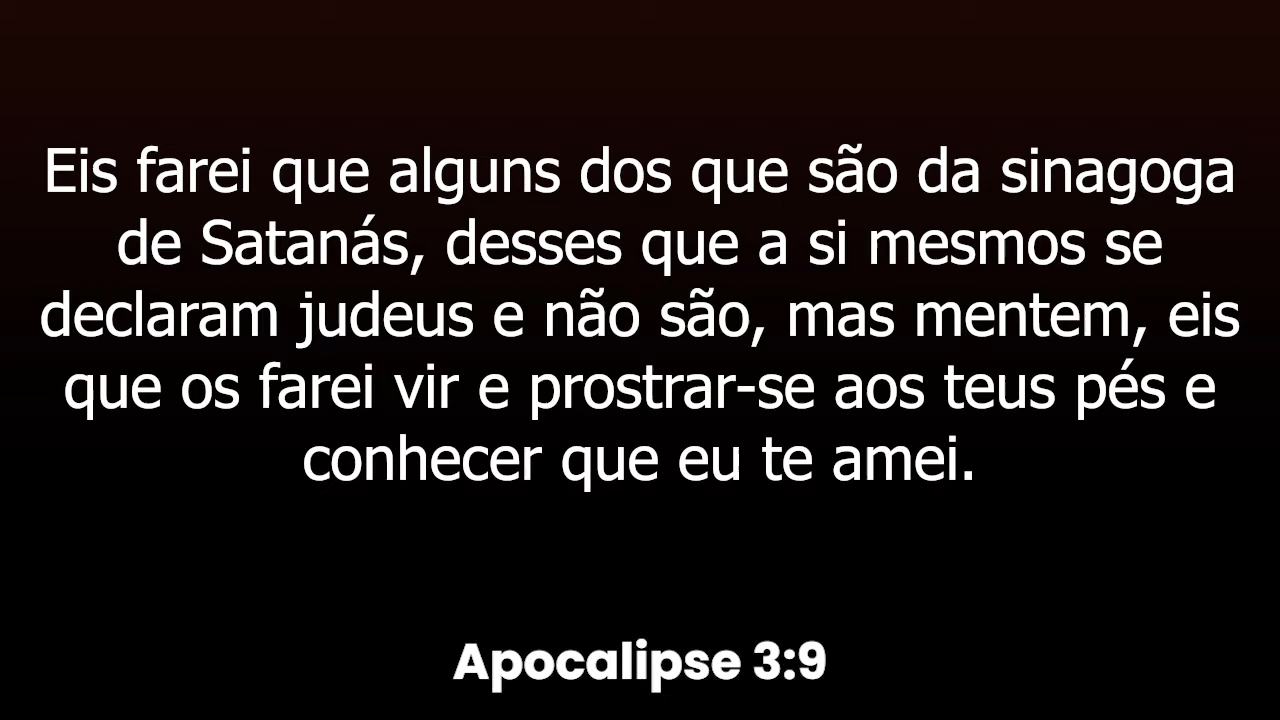 Eis farei que alguns dos que são da sinagoga
de Satanás, desses que a si mesmos se
declaram judeus e não são, mas mentem, eis
que os farei vir e prostrar-se aos teus pés e
conhecer que eu te amei.
Apocalipse 3:9